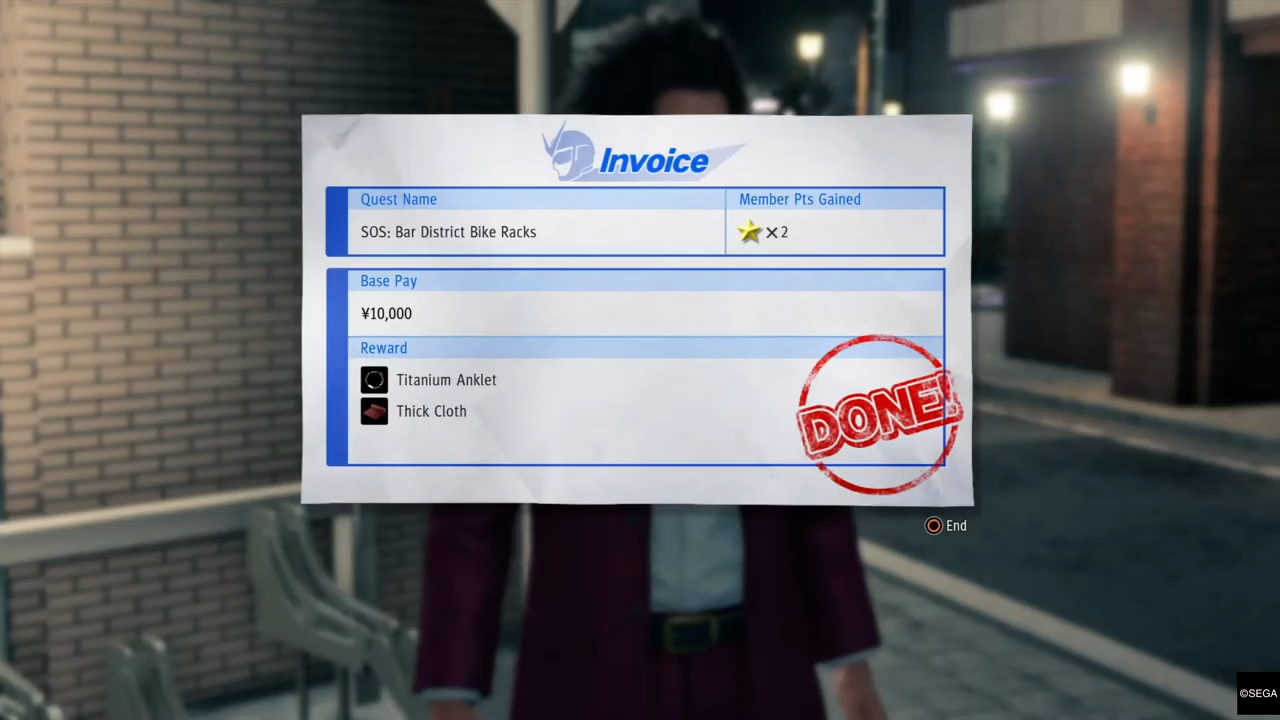 Invoice
Quest Name
Member Pts Gained
SOS: Bar District Bike Racks
×2
Base Pay
¥10,000
Reward
Titanium Anklet
Thick Cloth
DONE!
End
©SEGA